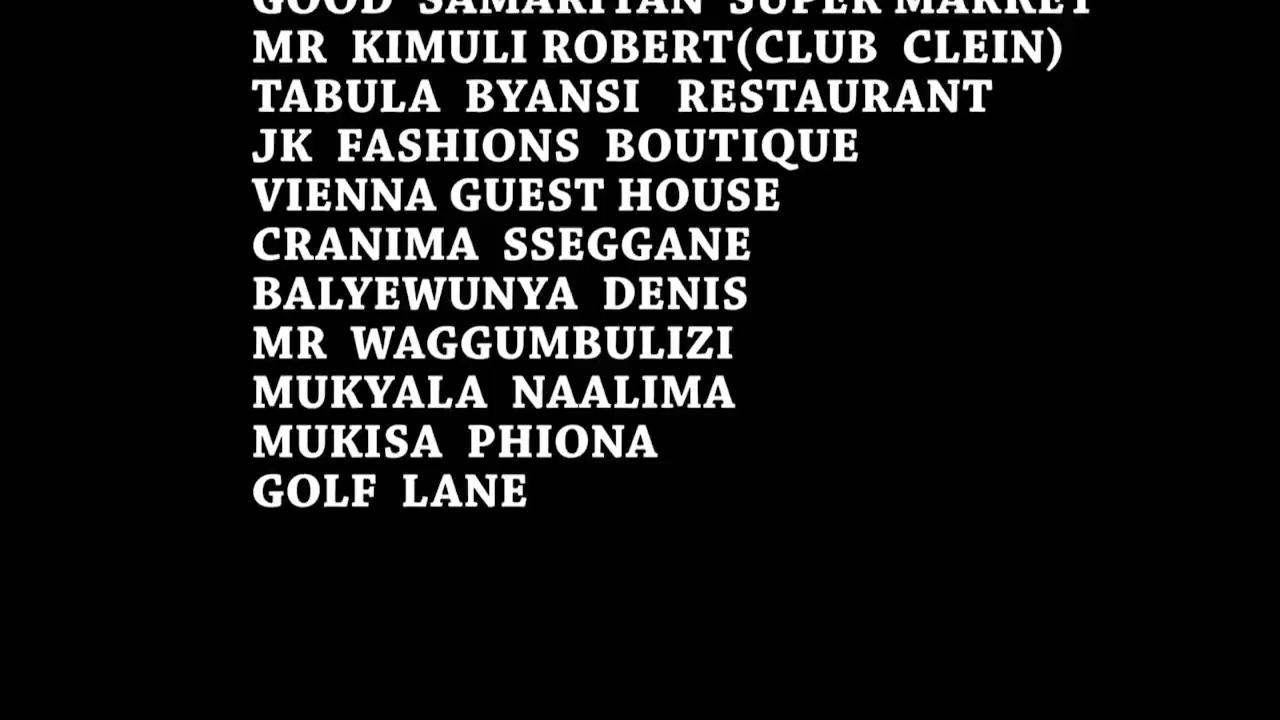 GOOD SAMARITAN SUPER MARKET
MR KIMULI ROBERT(CLUB CLEIN)
TABULA BYANSI RESTAURANT
JK FASHIONS BOUTIQUE
VIENNA GUEST HOUSE
CRANIMA SSEGGANE
BALYEWUNYA DENIS
MR WAGGUMBULIZI
MUKYALA NAALIMA
MUKISA PHIONA
GOLF LANE